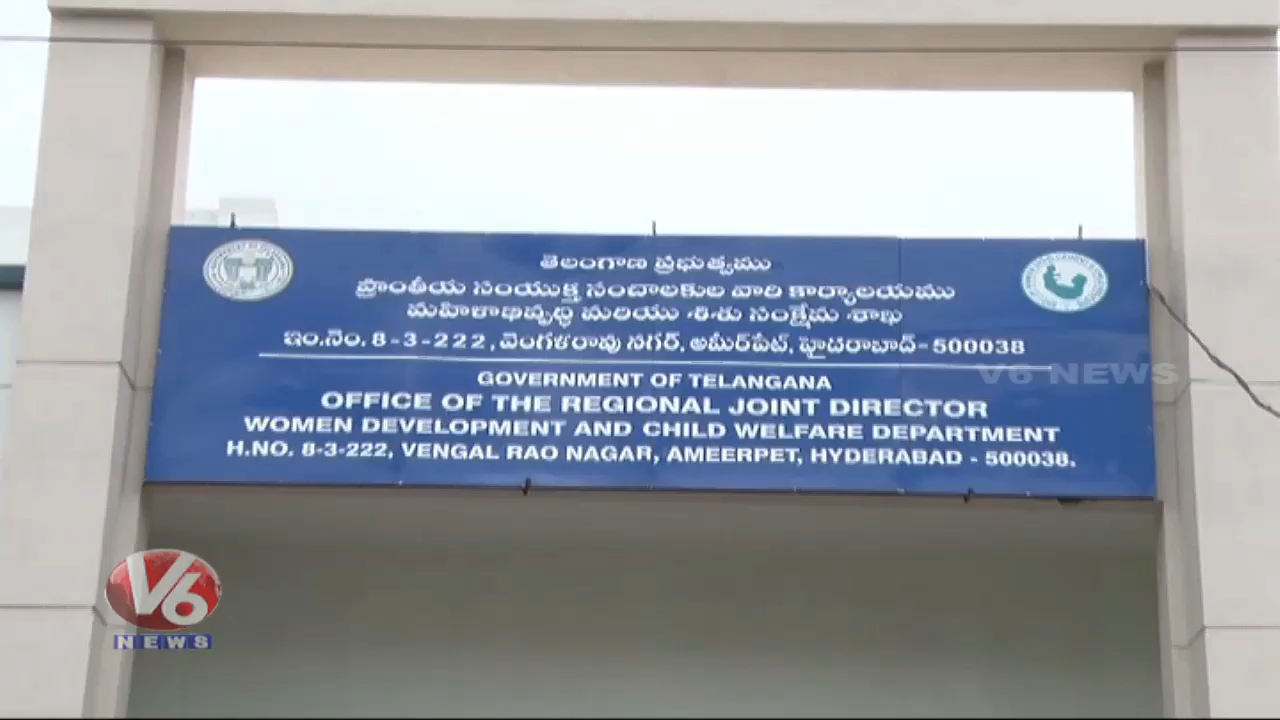 తెలంగాణ ప్రభుత్వము
ప్రాంతీయ సంయుక్త సంచాలకుల వారి కార్యాలయము
మహిళాభివృద్ధి మరియు శిశు సంక్షేమ శాఖ
ఇం.నెం. 8-3-222, వెంగళరావు నగర్, అమీర్‌పేట్, హైదరాబాద్-500038
GOVERNMENT OF TELANGANA
OFFICE OF THE REGIONAL JOINT DIRECTOR
WOMEN DEVELOPMENT AND CHILD WELFARE DEPARTMENT
H.NO. 8-3-222, VENGAL RAO NAGAR, AMEERPET, HYDERABAD - 500038.
V6 NEWS
V6
NEWS